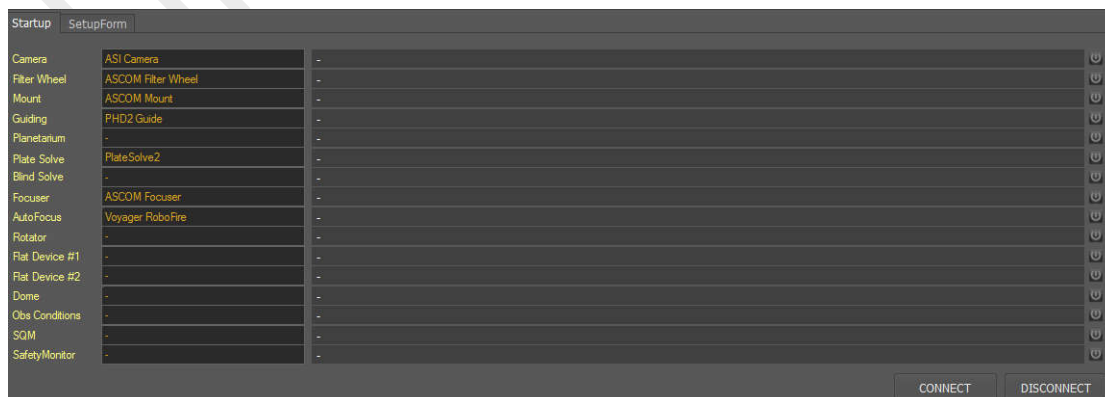 Startup SetupForm
Camera ASI Camera -
Filter Wheel ASCOM Filter Wheel -
Mount ASCOM Mount -
Guiding PHD2 Guide -
Planetarium - -
Plate Solve PlateSolve2 -
Blind Solve - -
Focuser ASCOM Focuser -
AutoFocus Voyager RoboFire -
Rotator - -
Flat Device #1 - -
Flat Device #2 - -
Dome - -
Obs Conditions - -
SQM - -
SafetyMonitor - -
CONNECT DISCONNECT